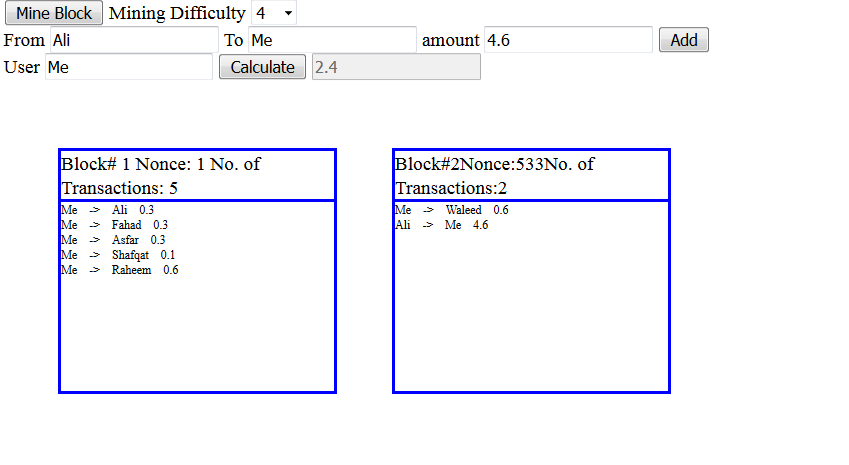 Mine Block Mining Difficulty 4
From Ali To Me amount 4.6 Add
User Me Calculate 2.4
Block# 1 Nonce: 1 No. of
Transactions: 5
Me -> Ali 0.3
Me -> Fahad 0.3
Me -> Asfar 0.3
Me -> Shafqat 0.1
Me -> Raheem 0.6
Block#2Nonce:533No. of
Transactions:2
Me -> Waleed 0.6
Ali -> Me 4.6